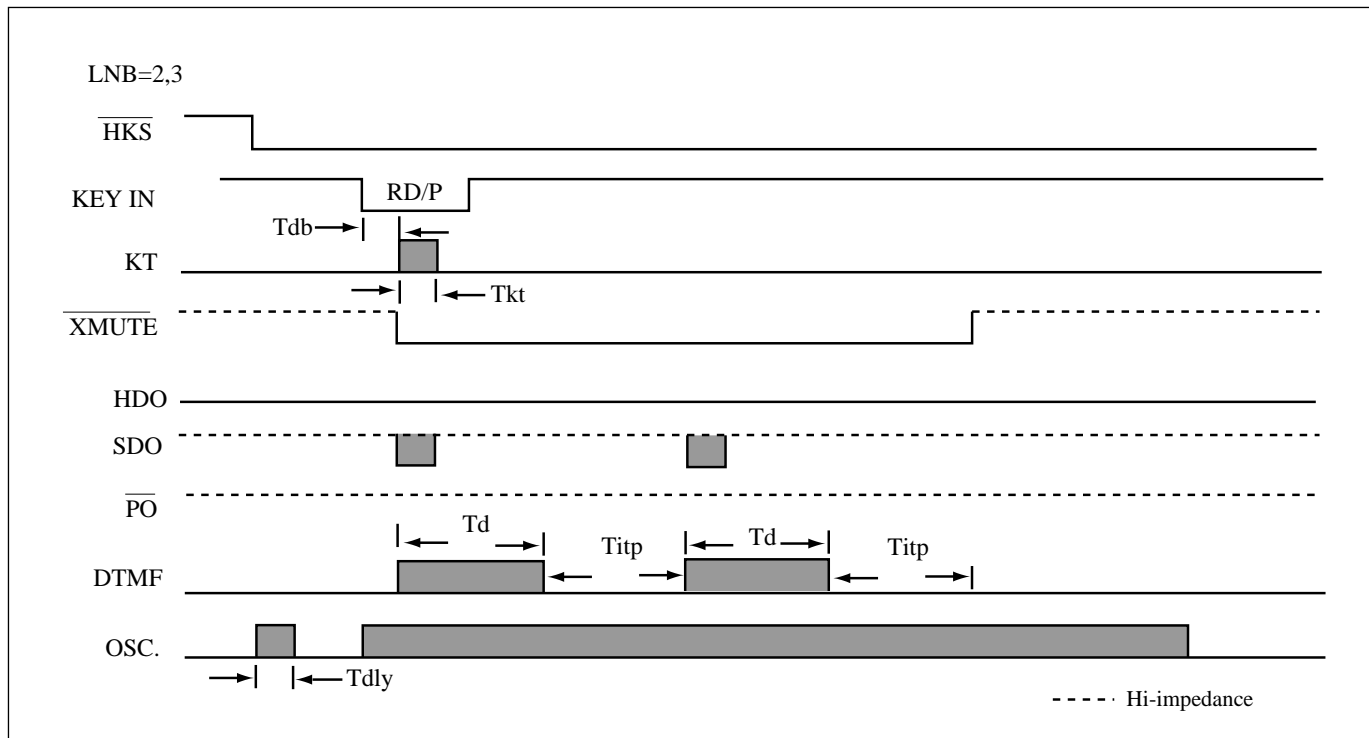 LNB=2,3
HKS
KEY IN
RD/P
Tdb
KT
Tkt
XMUTE
HDO
SDO
PO
Td
Titp
Td
Titp
DTMF
OSC.
Tdly
Hi-impedance